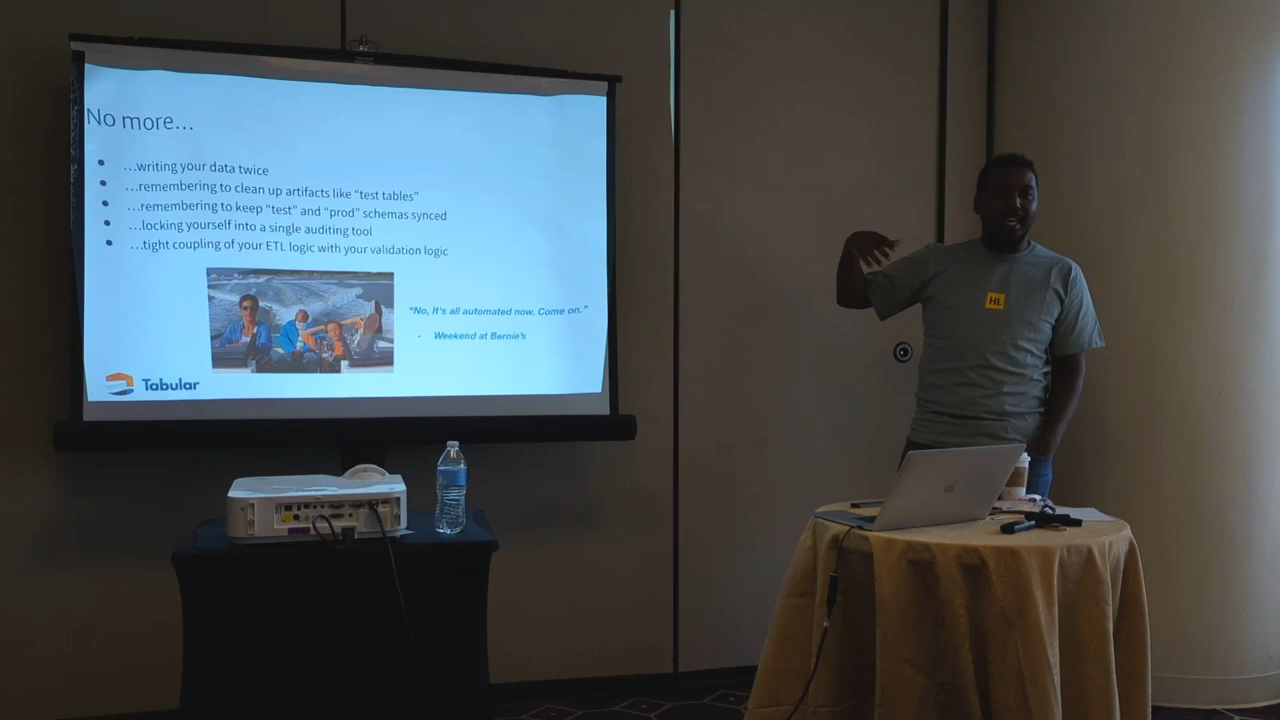 No more...
...writing your data twice
...remembering to clean up artifacts like “test tables”
...remembering to keep “test” and “prod” schemas synced
...locking yourself into a single auditing tool
...tight coupling of your ETL logic with your validation logic
“No, It's all automated now. Come on.”
- Weekend at Bernie's
Tabular
HL